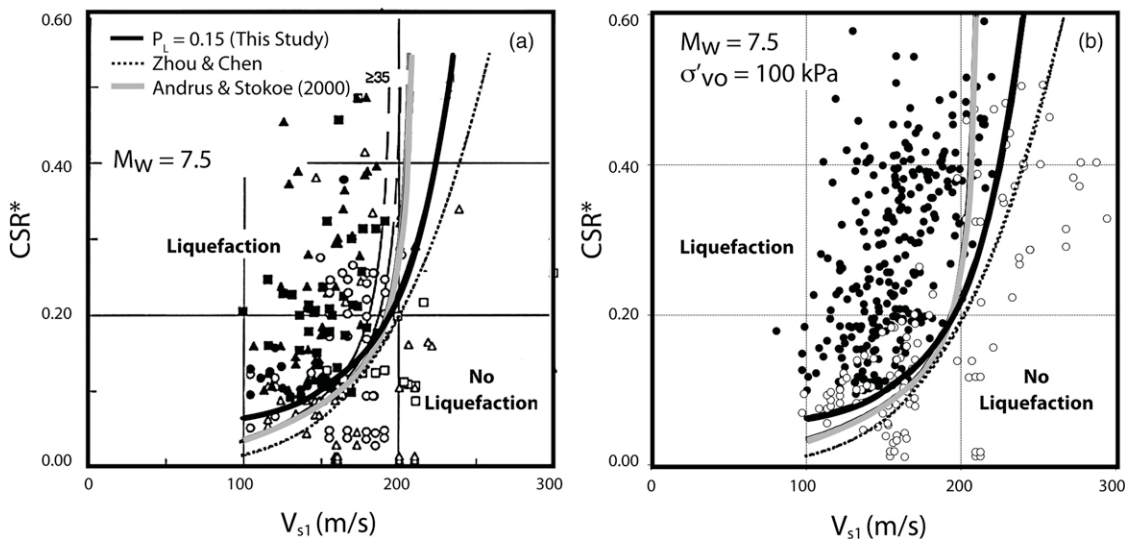 0.60
0.40
0.20
0.00
CSR*
P_L = 0.15 (This Study)
Zhou & Chen
Andrus & Stokoe (2000)
(a)
≥35
M_W = 7.5
Liquefaction
No
Liquefaction
0 100 200 300
V_s1 (m/s)
0.60
0.40
0.20
0.00
CSR*
M_W = 7.5
σ'_VO = 100 kPa
(b)
Liquefaction
No
Liquefaction
0 100 200 300
V_s1 (m/s)